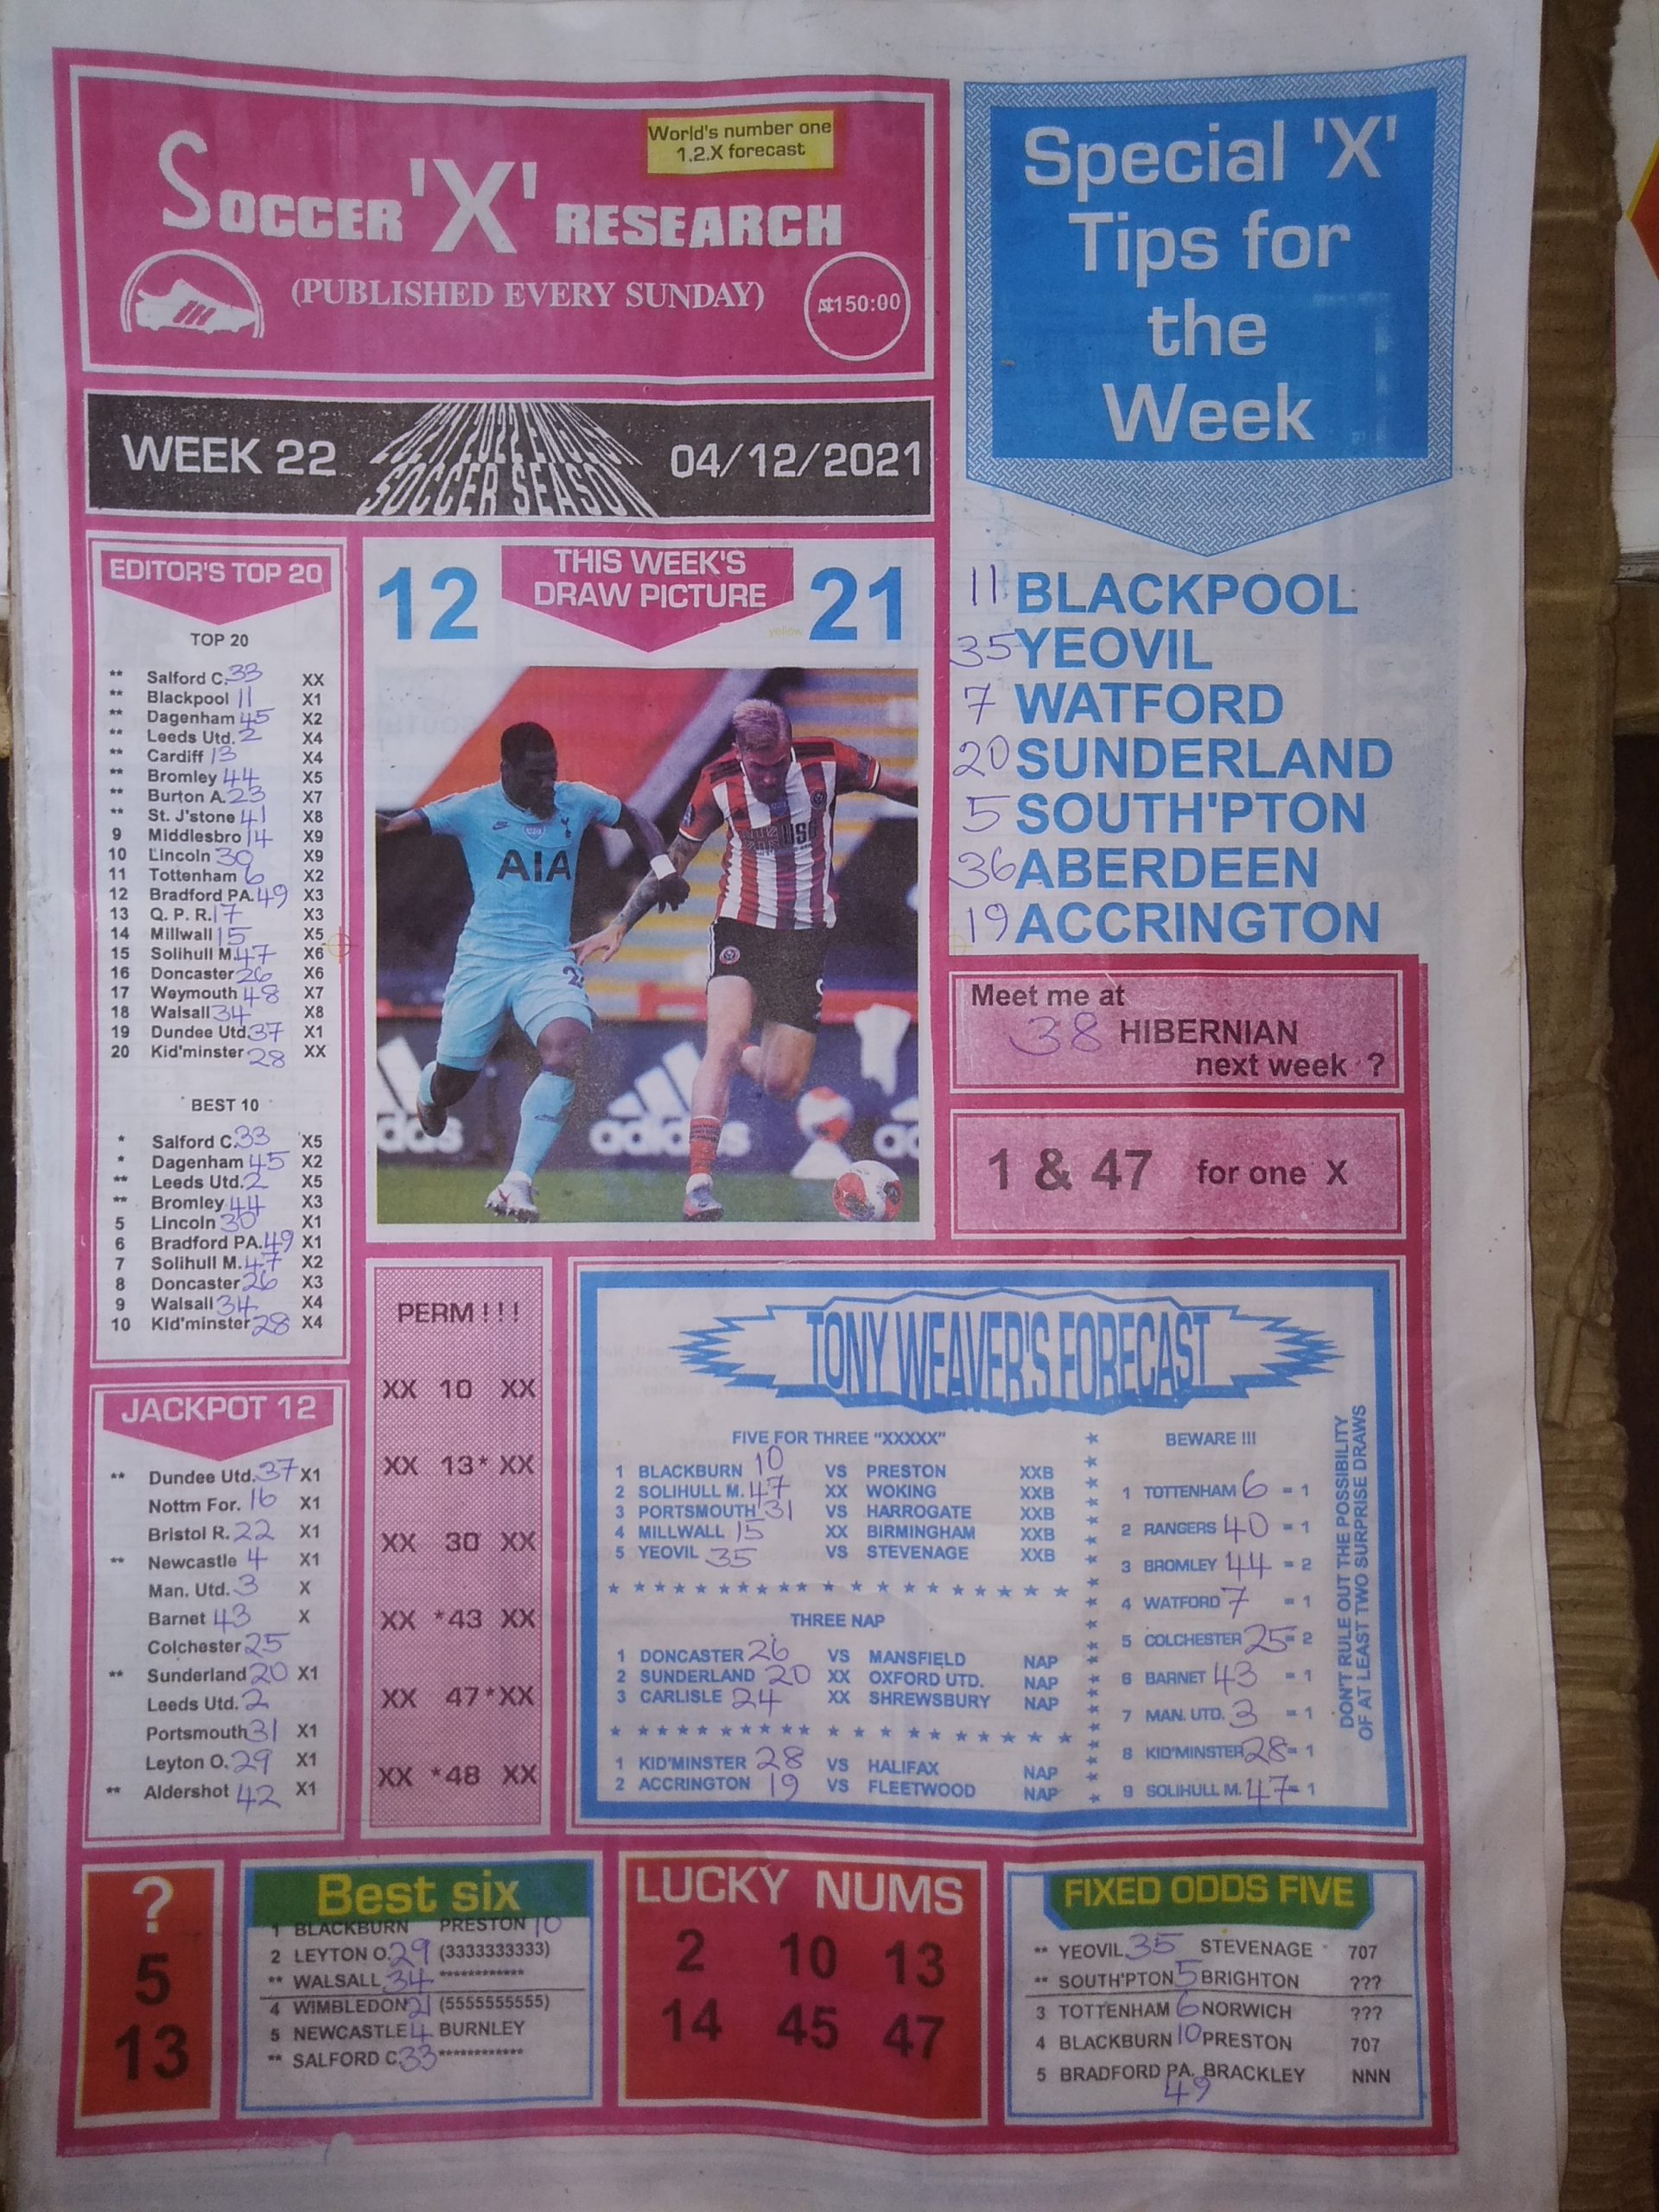 World's number one
1.2.X forecast
SOCCER 'X' RESEARCH
(PUBLISHED EVERY SUNDAY)
₦150:00
WEEK 22
2021/2022 ENGLISH
SOCCER SEASON
04/12/2021
Special 'X'
Tips for
the
Week
11 BLACKPOOL
35 YEOVIL
7 WATFORD
20 SUNDERLAND
5 SOUTH'PTON
36 ABERDEEN
19 ACCRINGTON
Meet me at
38 HIBERNIAN
next week ?
1 & 47 for one X
EDITOR'S TOP 20
TOP 20
** Salford C. 33 XX
** Blackpool 11 X1
** Dagenham 45 X2
** Leeds Utd. 2 X4
** Cardiff 13 X4
** Bromley 44 X5
** Burton A. 23 X7
** St. J'stone 41 X8
9 Middlesbro 14 X9
10 Lincoln 30 X9
11 Tottenham 6 X2
12 Bradford PA. 49 X3
13 Q. P. R. 17 X3
14 Millwall 15 X5
15 Solihull M. 47 X6
16 Doncaster 26 X6
17 Weymouth 48 X7
18 Walsall 34 X8
19 Dundee Utd. 37 X1
20 Kid'minster 28 XX
BEST 10
* Salford C. 33 X5
* Dagenham 45 X2
** Leeds Utd. 2 X5
** Bromley 44 X3
5 Lincoln 30 X1
6 Bradford PA. 49 X1
7 Solihull M. 47 X2
8 Doncaster 26 X3
9 Walsall 34 X4
10 Kid'minster 28 X4
12
THIS WEEK'S
DRAW PICTURE
yellow
21
AIA
adidas
adidas
JACKPOT 12
** Dundee Utd. 37 X1
Nottm For. 16 X1
Bristol R. 22 X1
** Newcastle 4 X1
Man. Utd. 3 X
Barnet 43 X
Colchester 25
** Sunderland 20 X1
Leeds Utd. 2
Portsmouth 31 X1
Leyton O. 29 X1
** Aldershot 42 X1
PERM ! ! !
XX 10 XX
XX 13* XX
XX 30 XX
XX *43 XX
XX 47* XX
XX *48 XX
TONY WEAVER'S FORECAST
FIVE FOR THREE "XXXXX"
1 BLACKBURN 10 VS PRESTON XXB
2 SOLIHULL M. 47 XX WOKING XXB
3 PORTSMOUTH 31 VS HARROGATE XXB
4 MILLWALL 15 XX BIRMINGHAM XXB
5 YEOVIL 35 VS STEVENAGE XXB
THREE NAP
1 DONCASTER 26 VS MANSFIELD NAP
2 SUNDERLAND 20 XX OXFORD UTD. NAP
3 CARLISLE 24 XX SHREWSBURY NAP
1 KID'MINSTER 28 VS HALIFAX NAP
2 ACCRINGTON 19 VS FLEETWOOD NAP
BEWARE !!!
1 TOTTENHAM 6 = 1
2 RANGERS 40 = 1
3 BROMLEY 44 = 2
4 WATFORD 7 = 1
5 COLCHESTER 25 = 2
6 BARNET 43 = 1
7 MAN. UTD. 3 = 1
8 KID'MINSTER 28 = 1
9 SOLIHULL M. 47 = 1
DON'T RULE OUT THE POSSIBILITY
OF AT LEAST TWO SURPRISE DRAWS
?
5
13
Best six
1 BLACKBURN PRESTON 10
2 LEYTON O. 29 (3333333333)
** WALSALL 34 ************
4 WIMBLEDON 21 (5555555555)
5 NEWCASTLE 4 BURNLEY
** SALFORD C 33 ************
LUCKY NUMS
2 10 13
14 45 47
FIXED ODDS FIVE
** YEOVIL 35 STEVENAGE 707
** SOUTH'PTON 5 BRIGHTON ???
3 TOTTENHAM 6 NORWICH ???
4 BLACKBURN 10 PRESTON 707
5 BRADFORD PA. BRACKLEY NNN
49